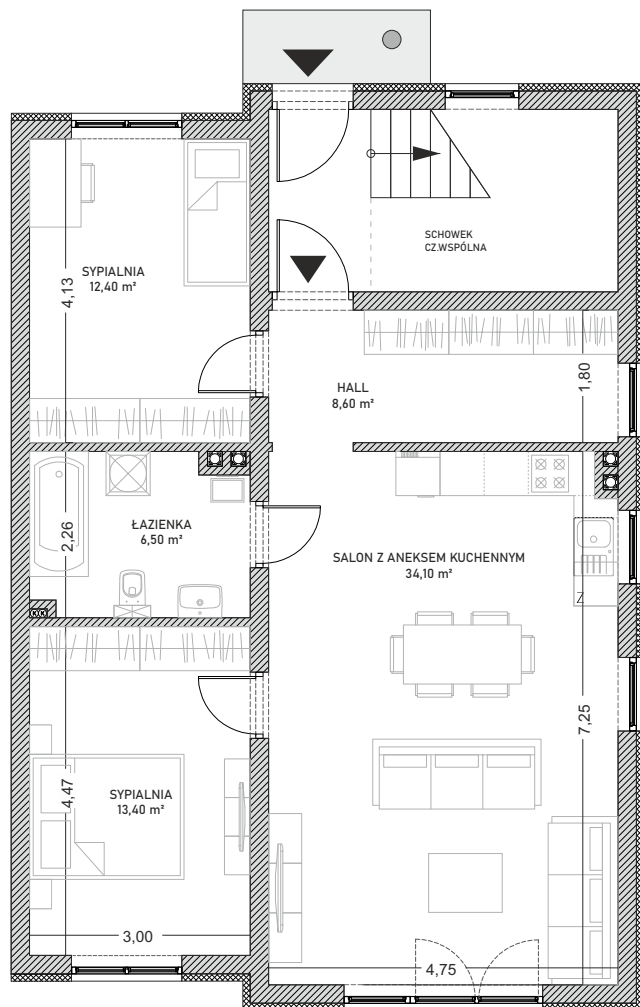 SCHOWEK
CZ.WSPÓLNA
SYPIALNIA
12,40 m²
4,13
HALL
8,60 m²
1,80
ŁAZIENKA
6,50 m²
2,26
SALON Z ANEKSEM KUCHENNYM
34,10 m²
Z
7,25
SYPIALNIA
13,40 m²
4,47
3,00
4,75